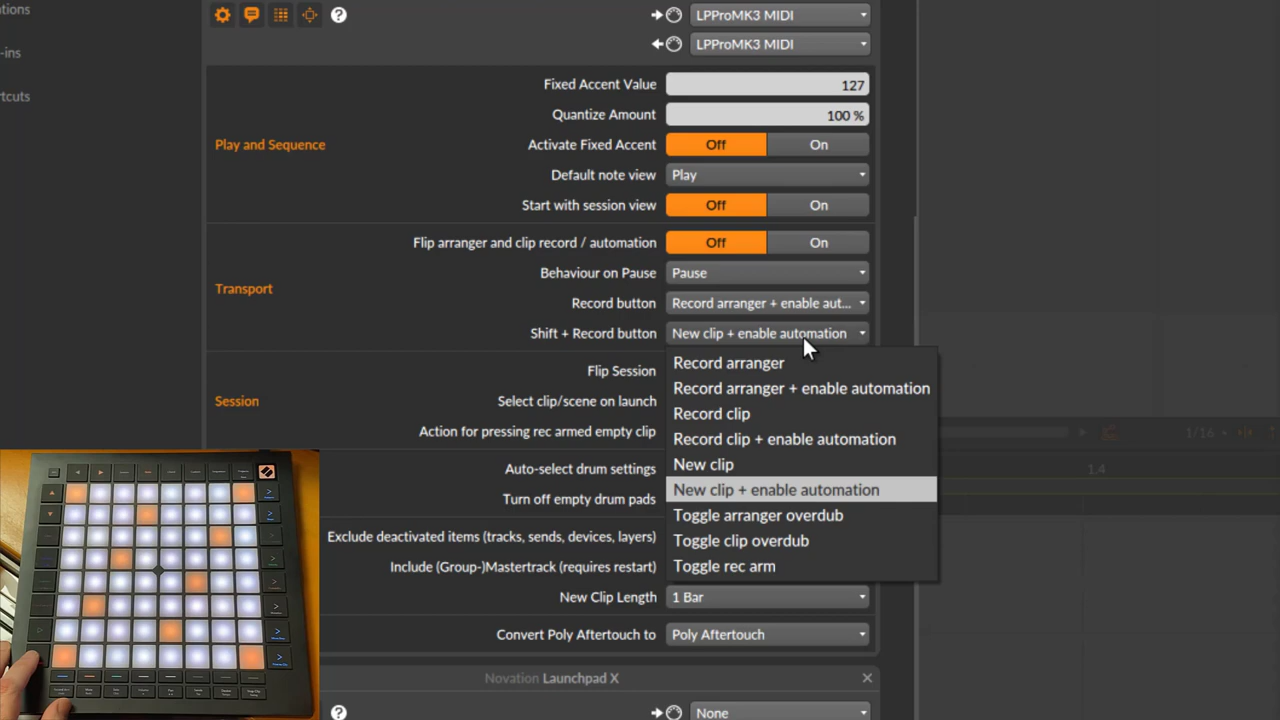 tions
-ins
rtcuts
LPProMK3 MIDI
LPProMK3 MIDI
Fixed Accent Value 127
Quantize Amount 100 %
Play and Sequence
Activate Fixed Accent Off On
Default note view Play
Start with session view Off On
Flip arranger and clip record / automation Off On
Behaviour on Pause Pause
Transport
Record button Record arranger + enable aut...
Shift + Record button New clip + enable automation
Record arranger
Record arranger + enable automation
Record clip
Record clip + enable automation
New clip
New clip + enable automation
Toggle arranger overdub
Toggle clip overdub
Toggle rec arm
Flip Session
Session
Select clip/scene on launch
Action for pressing rec armed empty clip
Auto-select drum settings
Turn off empty drum pads
Exclude deactivated items (tracks, sends, devices, layers)
Include (Group-)Mastertrack (requires restart)
New Clip Length 1 Bar
Convert Poly Aftertouch to Poly Aftertouch
Novation Launchpad X
None
1/16
1.4